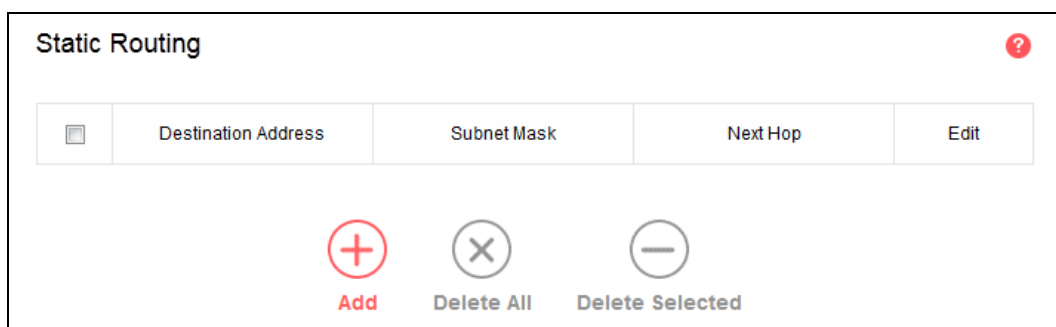 Static Routing
?
Destination Address Subnet Mask Next Hop Edit
Add Delete All Delete Selected